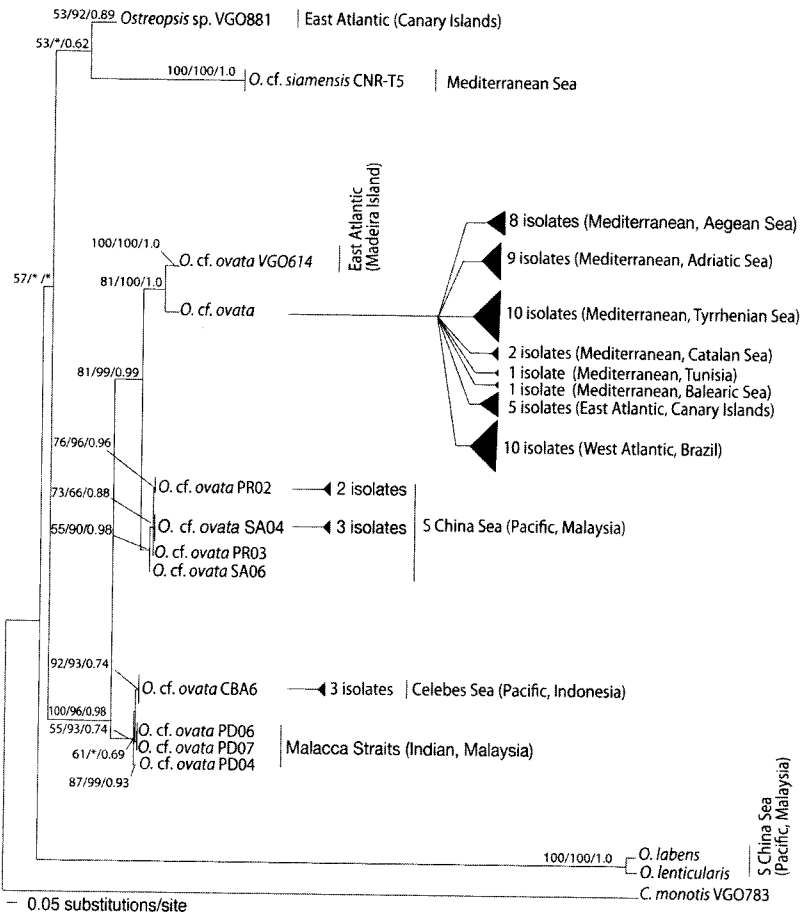 53/92/0.89
Ostreopsis sp. VGO881
East Atlantic (Canary Islands)
53/*/0.62
100/100/1.0
O. cf. siamensis CNR-T5
Mediterranean Sea
East Atlantic
(Madeira Island)
100/100/1.0
O. cf. ovata VGO614
57/* /*
81/100/1.0
O. cf. ovata
8 isolates (Mediterranean, Aegean Sea)
9 isolates (Mediterranean, Adriatic Sea)
10 isolates (Mediterranean, Tyrrhenian Sea)
2 isolates (Mediterranean, Catalan Sea)
1 isolate (Mediterranean, Tunisia)
1 isolate (Mediterranean, Balearic Sea)
5 isolates (East Atlantic, Canary Islands)
10 isolates (West Atlantic, Brazil)
81/99/0.99
76/96/0.96
O. cf. ovata PR02
2 isolates
73/66/0.88
O. cf. ovata SA04
3 isolates
S China Sea (Pacific, Malaysia)
55/90/0.98
O. cf. ovata PR03
O. cf. ovata SA06
92/93/0.74
O. cf. ovata CBA6
3 isolates
Celebes Sea (Pacific, Indonesia)
100/96/0.98
55/93/0.74
O. cf. ovata PD06
O. cf. ovata PD07
61/*/0.69
O. cf. ovata PD04
Malacca Straits (Indian, Malaysia)
87/99/0.93
100/100/1.0
O. labens
O. lenticularis
S China Sea
(Pacific, Malaysia)
C. monotis VGO783
0.05 substitutions/site